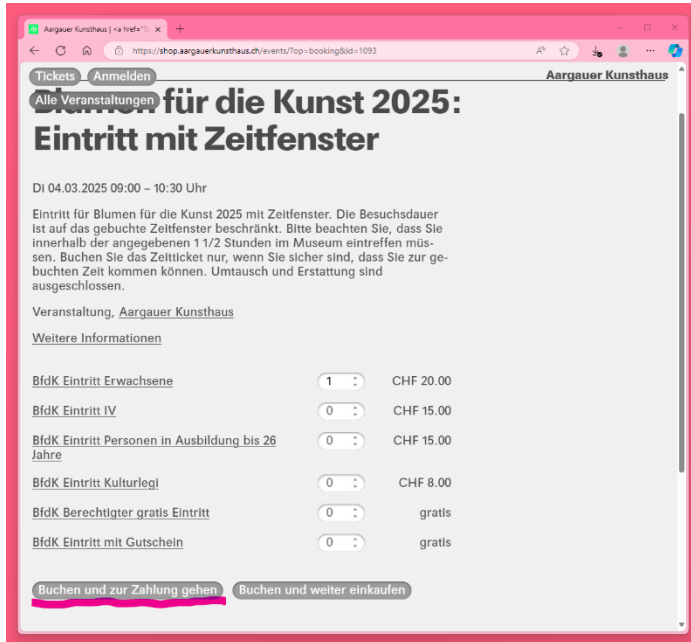 Aargauer Kunsthaus | <a href="?c
https://shop.aargauerkunsthaus.ch/events/?op=booking&id=1093
Tickets Anmelden Aargauer Kunsthaus
Alle Veranstaltungen
Blumen für die Kunst 2025:
Eintritt mit Zeitfenster
Di 04.03.2025 09:00 – 10:30 Uhr
Eintritt für Blumen für die Kunst 2025 mit Zeitfenster. Die Besuchsdauer
ist auf das gebuchte Zeitfenster beschränkt. Bitte beachten Sie, dass Sie
innerhalb der angegebenen 1 1/2 Stunden im Museum eintreffen müs-
sen. Buchen Sie das Zeitticket nur, wenn Sie sicher sind, dass Sie zur ge-
buchten Zeit kommen können. Umtausch und Erstattung sind
ausgeschlossen.
Veranstaltung, Aargauer Kunsthaus
Weitere Informationen
BfdK Eintritt Erwachsene 1 CHF 20.00
BfdK Eintritt IV 0 CHF 15.00
BfdK Eintritt Personen in Ausbildung bis 26 0 CHF 15.00
Jahre
BfdK Eintritt Kulturlegi 0 CHF 8.00
BfdK Berechtigter gratis Eintritt 0 gratis
BfdK Eintritt mit Gutschein 0 gratis
Buchen und zur Zahlung gehen Buchen und weiter einkaufen